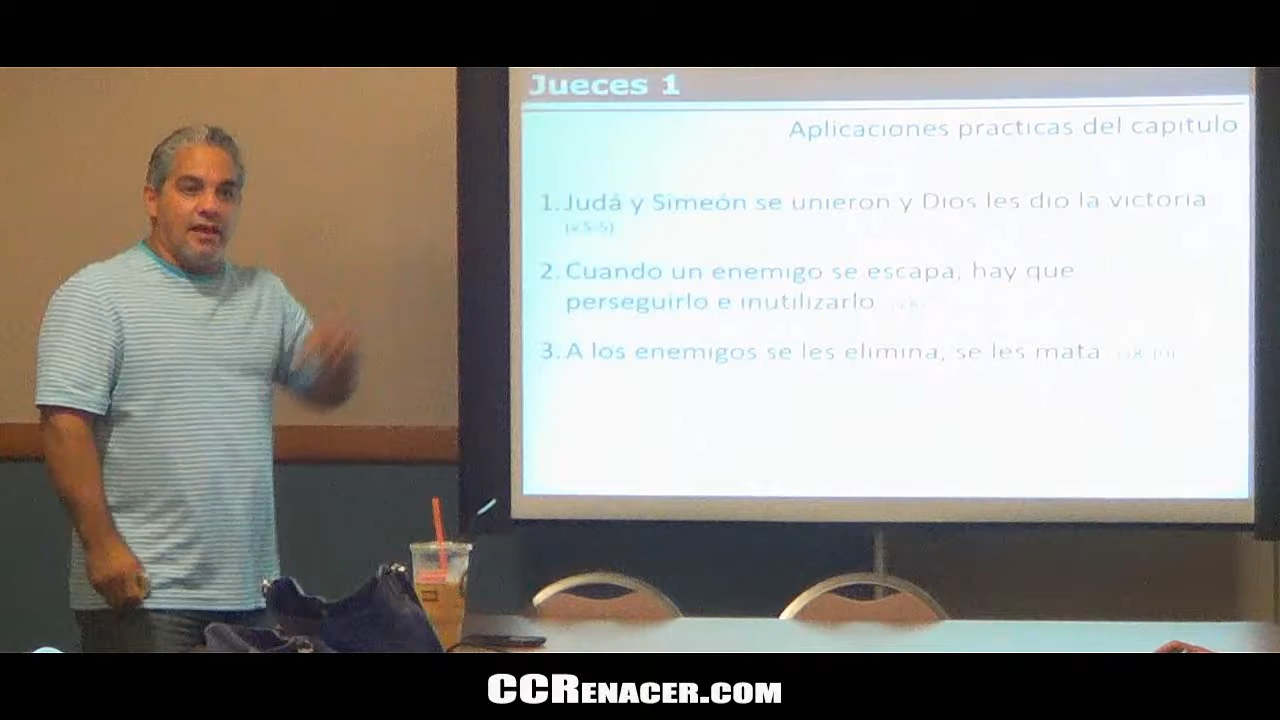 Jueces 1
Aplicaciones practicas del capitulo
1. Judá y Simeón se unieron y Dios les dio la victoria
2. Cuando un enemigo se escapa, hay que
perseguirlo e inutilizarlo
3. A los enemigos se les elimina, se les mata
CCRENACER.COM